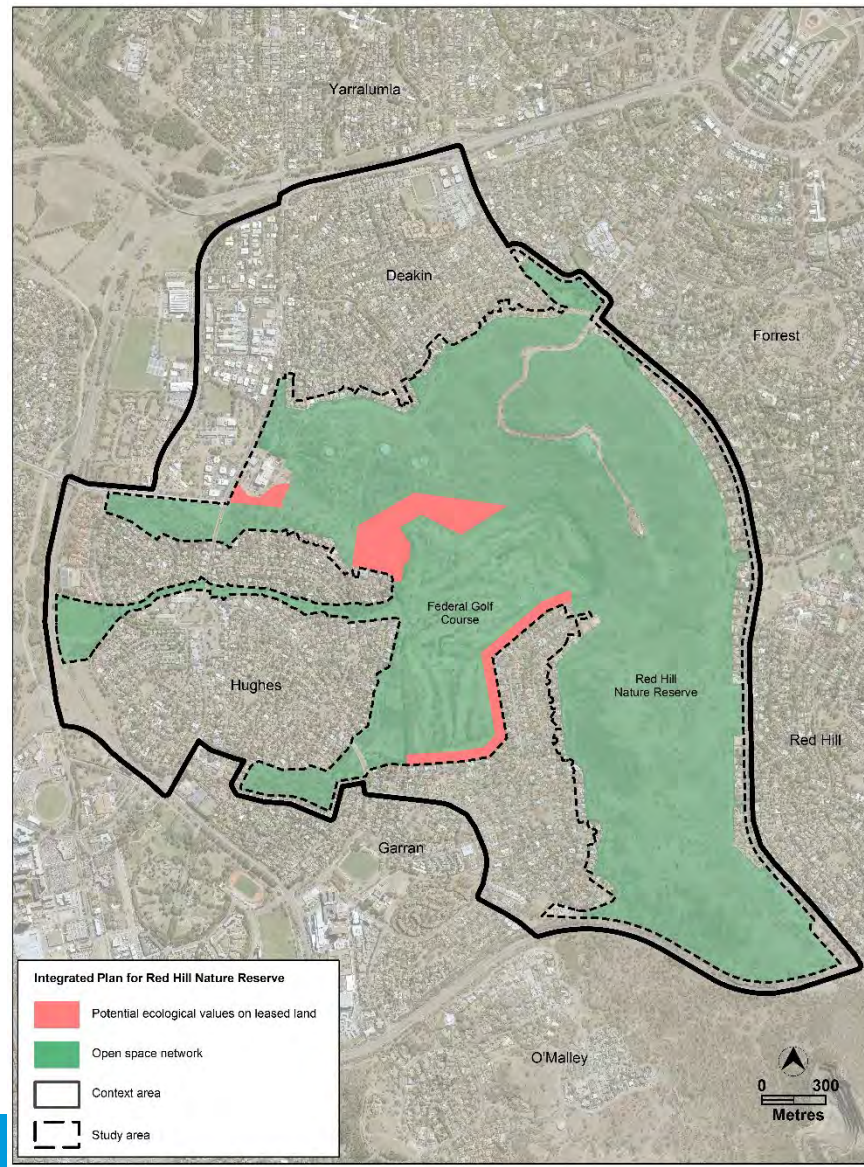 Yarralumla
Deakin
Forrest
Federal Golf
Course
Red Hill
Nature Reserve
Hughes
Red Hill
Garran
Integrated Plan for Red Hill Nature Reserve
Potential ecological values on leased land
Open space network
Context area
Study area
O'Malley
0 300
Metres